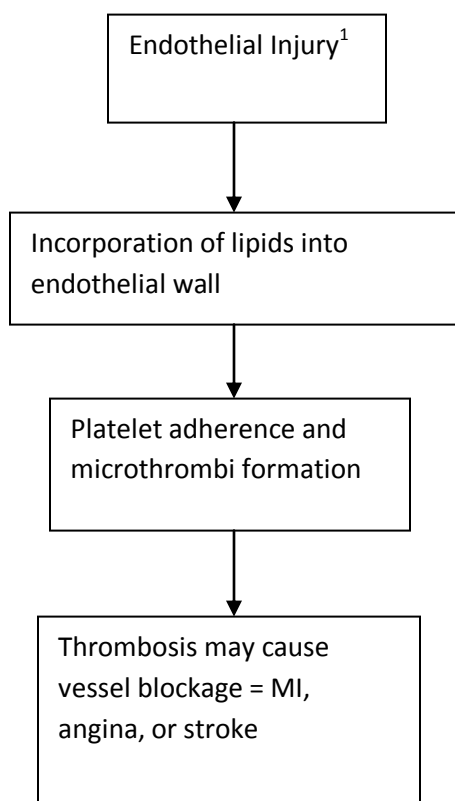 Endothelial Injury¹
Incorporation of lipids into
endothelial wall
Platelet adherence and
microthrombi formation
Thrombosis may cause
vessel blockage = MI,
angina, or stroke